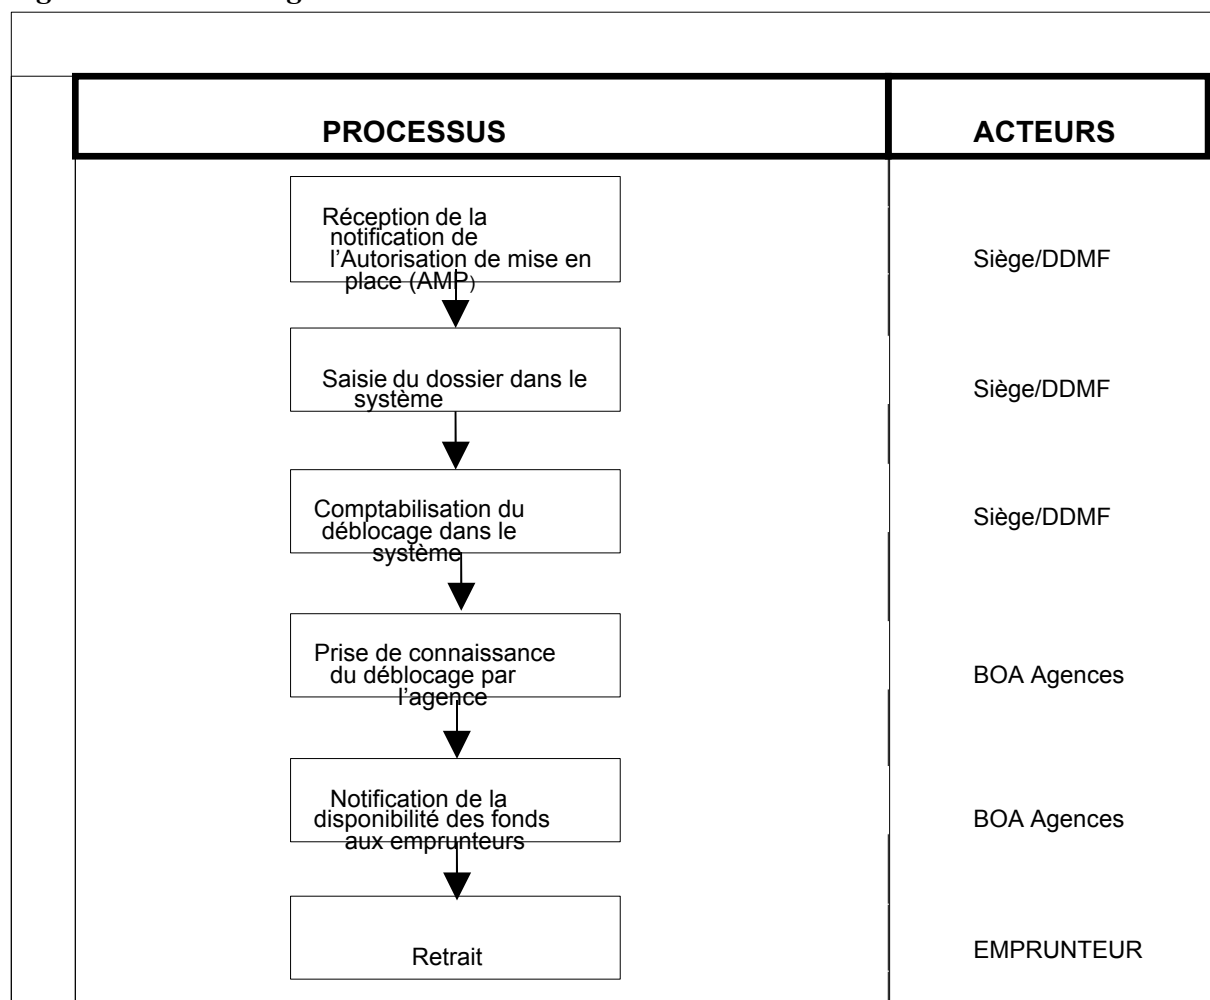 PROCESSUS
ACTEURS
Réception de la
notification de
l’Autorisation de mise en
place (AMP)
Siège/DDMF
Saisie du dossier dans le
système
Siège/DDMF
Comptabilisation du
déblocage dans le
système
Siège/DDMF
Prise de connaissance
du déblocage par
l’agence
BOA Agences
Notification de la
disponibilité des fonds
aux emprunteurs
BOA Agences
Retrait
EMPRUNTEUR